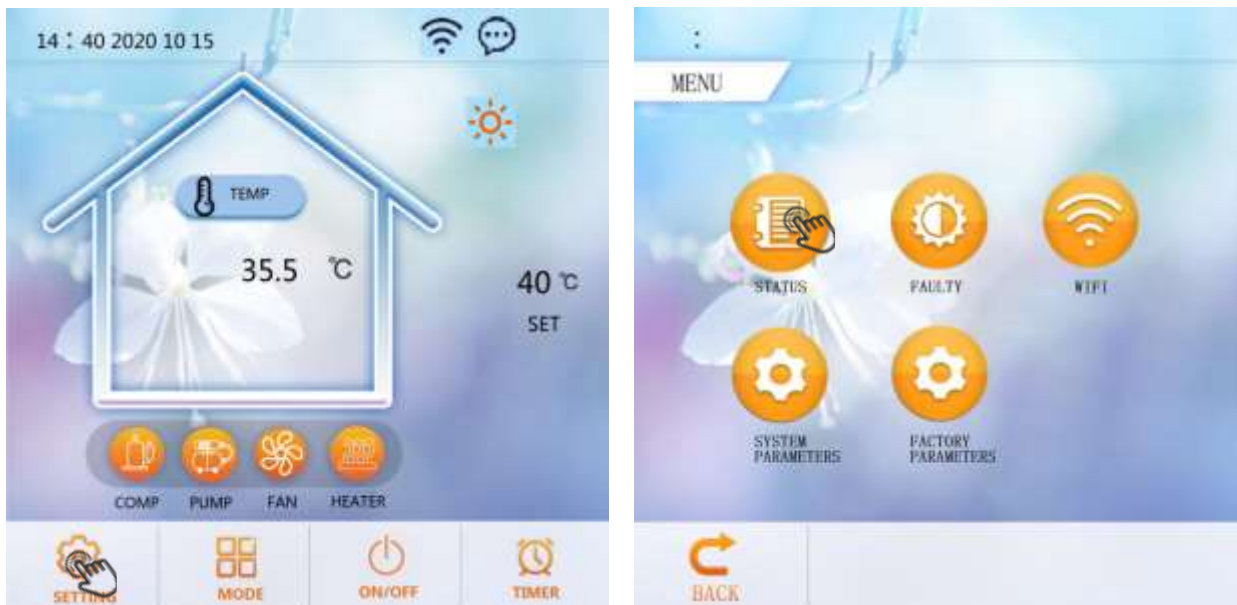 14：40 2020 10 15
TEMP
35.5 ℃
40 ℃
SET
COMP PUMP FAN HEATER
SETTING MODE ON/OFF TIMER
:
MENU
STATUS FAULTY WIFI
SYSTEM PARAMETERS
FACTORY PARAMETERS
BACK